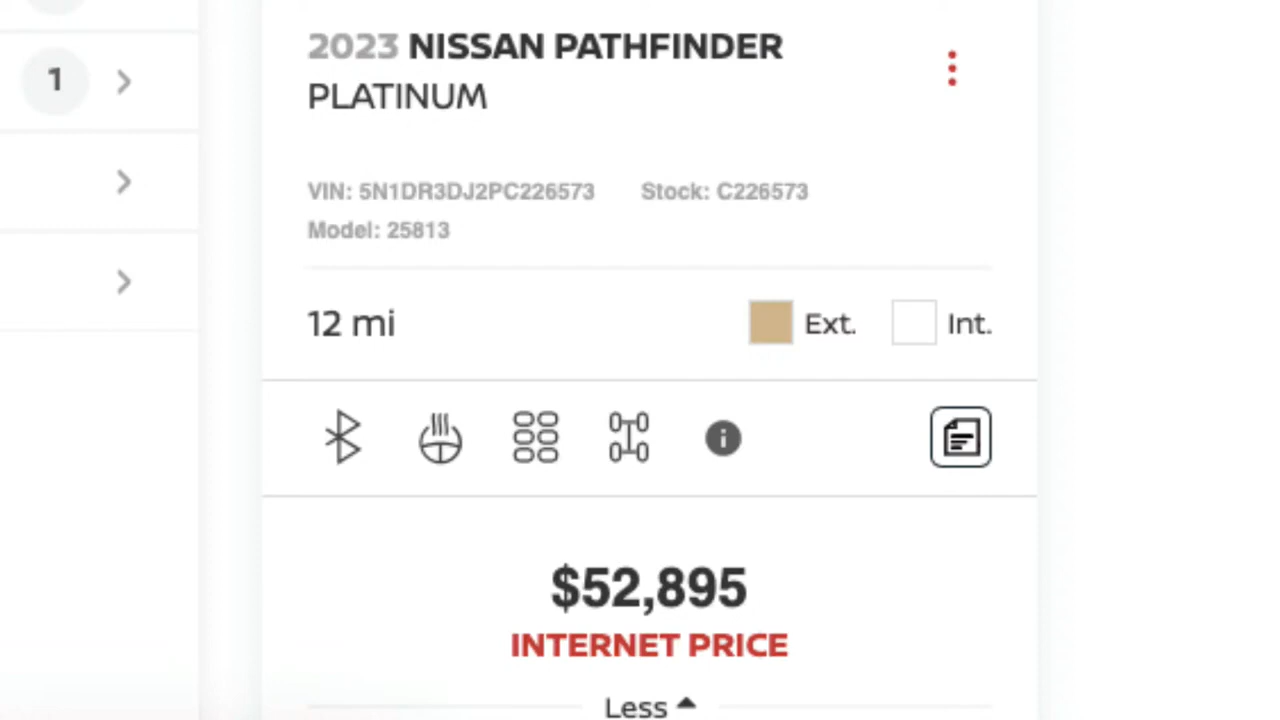 2023 NISSAN PATHFINDER
PLATINUM
1
VIN: 5N1DR3DJ2PC226573 Stock: C226573
Model: 25813
12 mi Ext. Int.
$52,895
INTERNET PRICE
Less